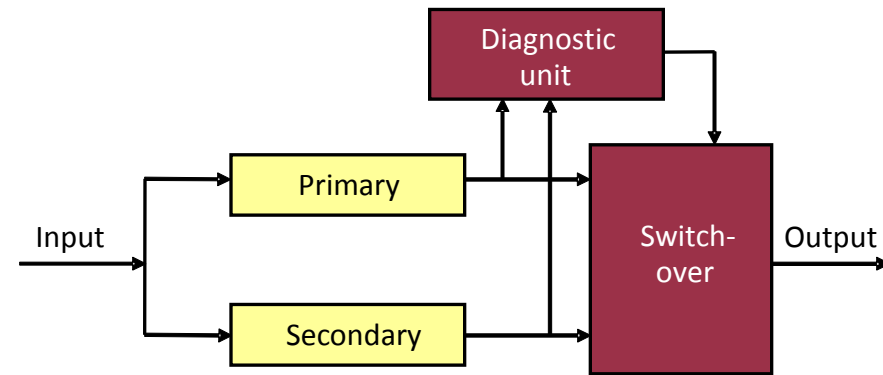 Diagnostic
unit
Primary
Input
Switch-
over
Output
Secondary